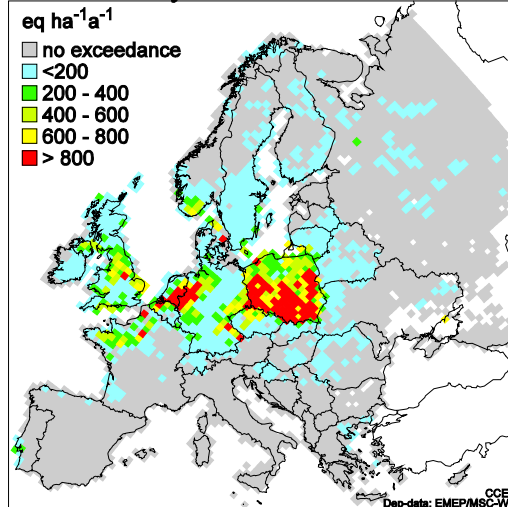 eq ha⁻¹a⁻¹
no exceedance
<200
200 - 400
400 - 600
600 - 800
> 800
CCE
Dep-data: EMEP/MSC-W